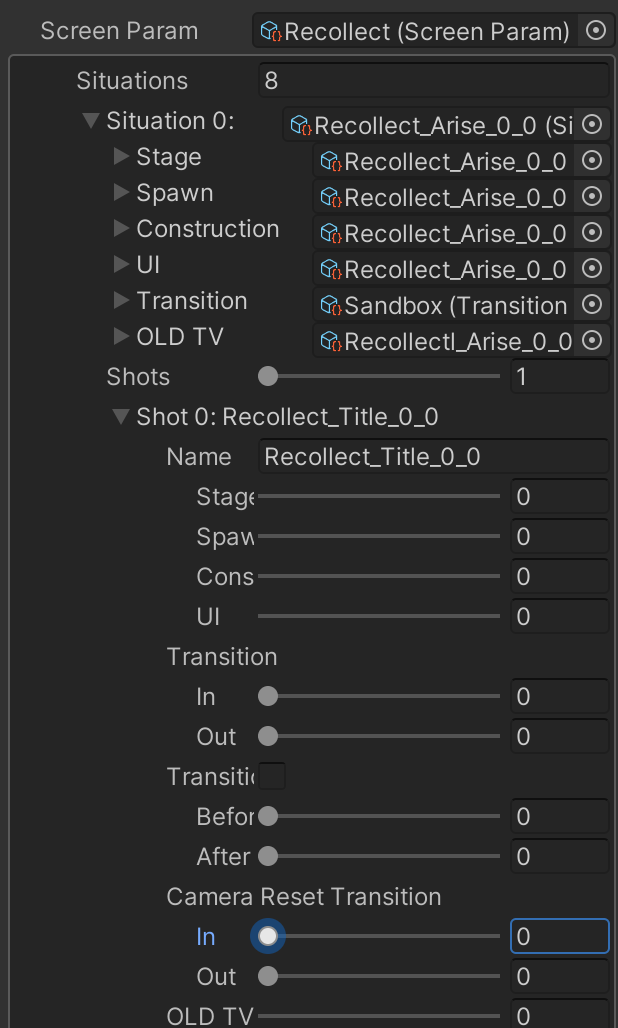 Screen Param Recollect (Screen Param)
Situations 8
Situation 0: Recollect_Arise_0_0 (Si
Stage Recollect_Arise_0_0
Spawn Recollect_Arise_0_0
Construction Recollect_Arise_0_0
UI Recollect_Arise_0_0
Transition Sandbox (Transition
OLD TV Recollectl_Arise_0_0
Shots 1
Shot 0: Recollect_Title_0_0
Name Recollect_Title_0_0
Stage 0
Spaw 0
Cons 0
UI 0
Transition
In 0
Out 0
Transitio
Befor 0
After 0
Camera Reset Transition
In 0
Out 0
OLD TV 0